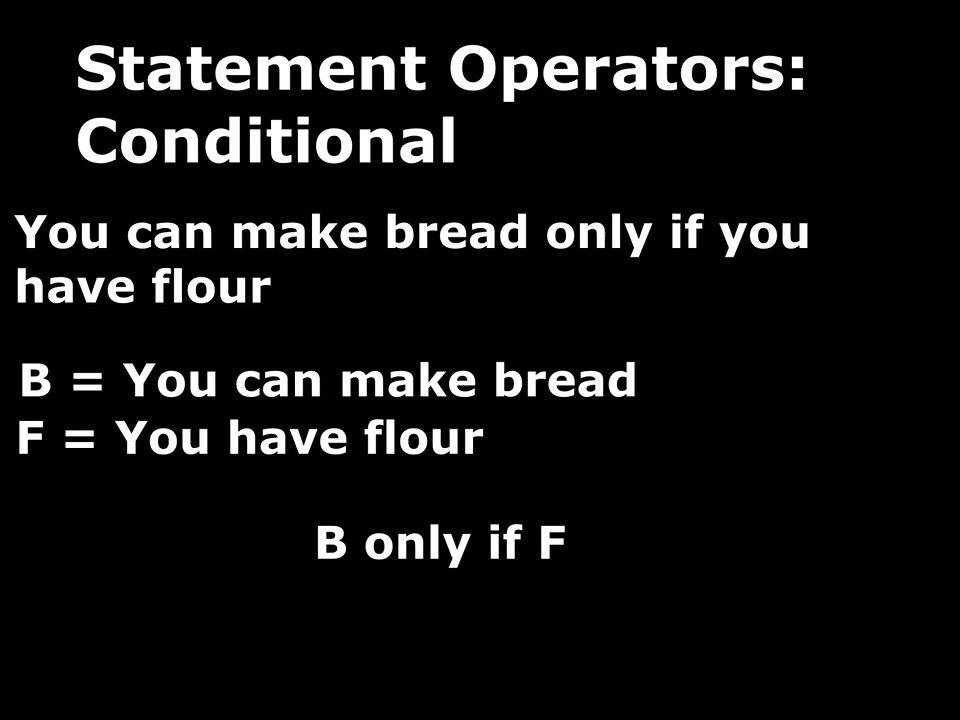 Statement Operators:
Conditional
You can make bread only if you
have flour
B = You can make bread
F = You have flour
B only if F